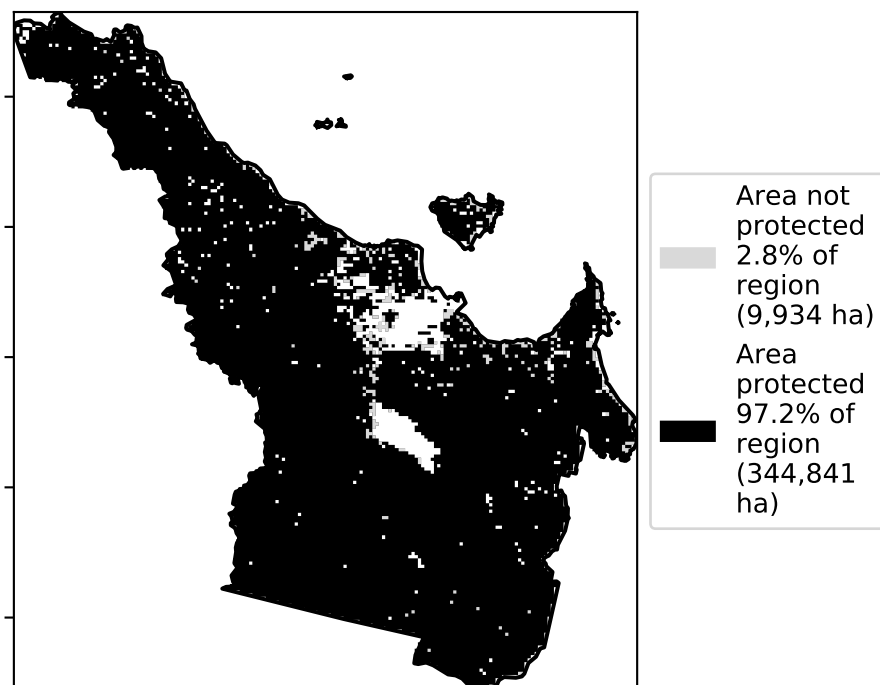 Area not
protected
2.8% of
region
(9,934 ha)
Area
protected
97.2% of
region
(344,841
ha)